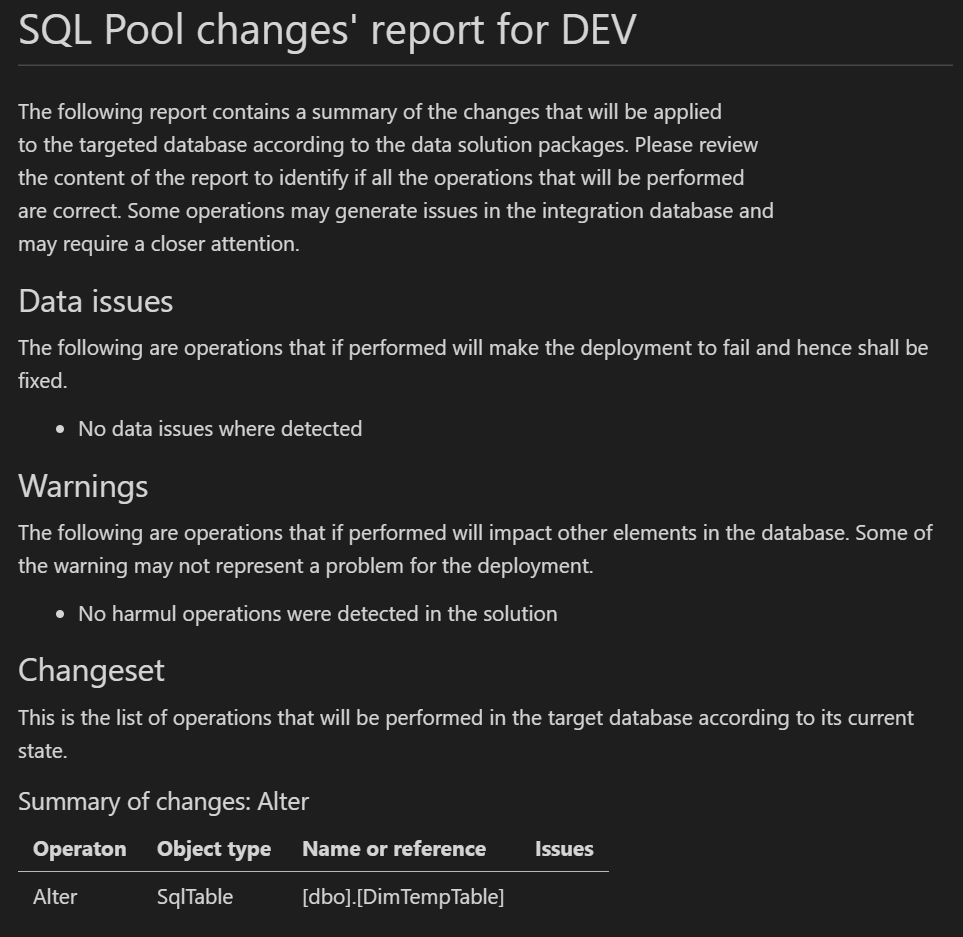 SQL Pool changes' report for DEV
The following report contains a summary of the changes that will be applied
to the targeted database according to the data solution packages. Please review
the content of the report to identify if all the operations that will be performed
are correct. Some operations may generate issues in the integration database and
may require a closer attention.
Data issues
The following are operations that if performed will make the deployment to fail and hence shall be
fixed.
• No data issues where detected
Warnings
The following are operations that if performed will impact other elements in the database. Some of
the warning may not represent a problem for the deployment.
• No harmul operations were detected in the solution
Changeset
This is the list of operations that will be performed in the target database according to its current
state.
Summary of changes: Alter
Operaton Object type Name or reference Issues
Alter SqlTable [dbo].[DimTempTable]